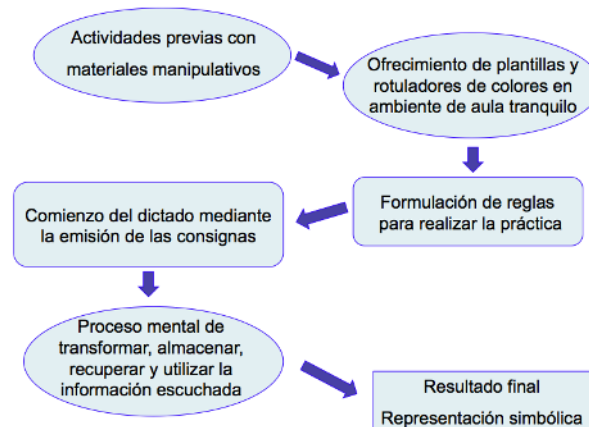 Actividades previas con
materiales manipulativos
Ofrecimiento de plantillas y
rotuladores de colores en
ambiente de aula tranquilo
Formulación de reglas
para realizar la práctica
Comienzo del dictado mediante
la emisión de las consignas
Proceso mental de
transformar, almacenar,
recuperar y utilizar la
información escuchada
Resultado final
Representación simbólica